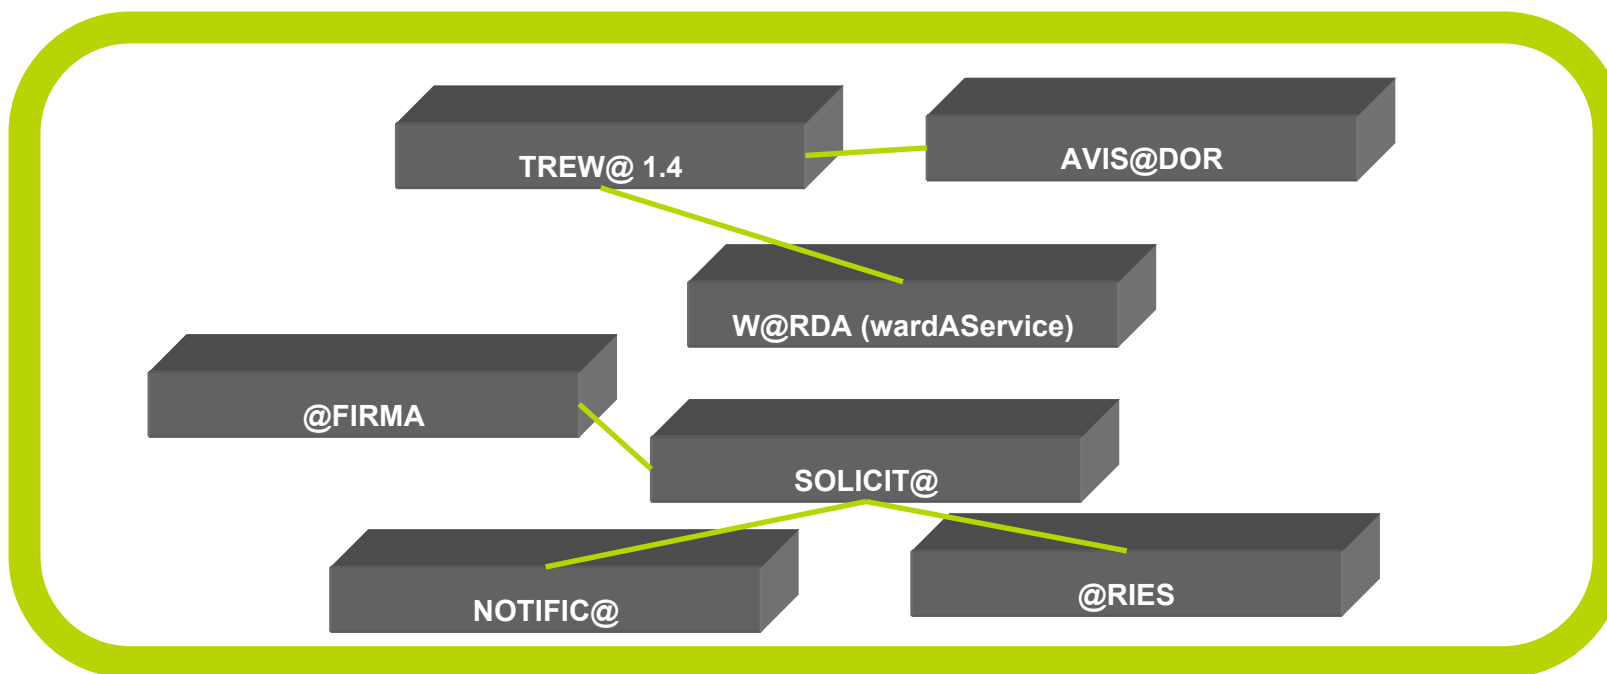 TREW@ 1.4
AVIS@DOR
W@RDA (wardAService)
@FIRMA
SOLICIT@
NOTIFIC@
@RIES